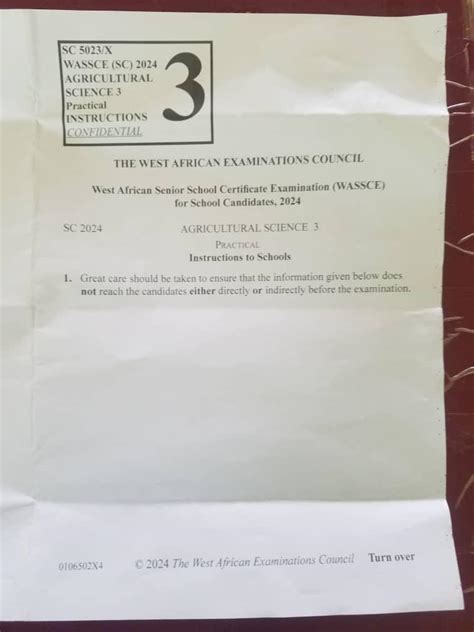 SC 5023/X
WASSCE (SC) 2024
AGRICULTURAL
SCIENCE 3
Practical
INSTRUCTIONS
CONFIDENTIAL
3
THE WEST AFRICAN EXAMINATIONS COUNCIL
West African Senior School Certificate Examination (WASSCE)
for School Candidates, 2024
SC 2024 AGRICULTURAL SCIENCE 3
PRACTICAL
Instructions to Schools
1. Great care should be taken to ensure that the information given below does
not reach the candidates either directly or indirectly before the examination.
0106502X4 © 2024 The West African Examinations Council Turn over